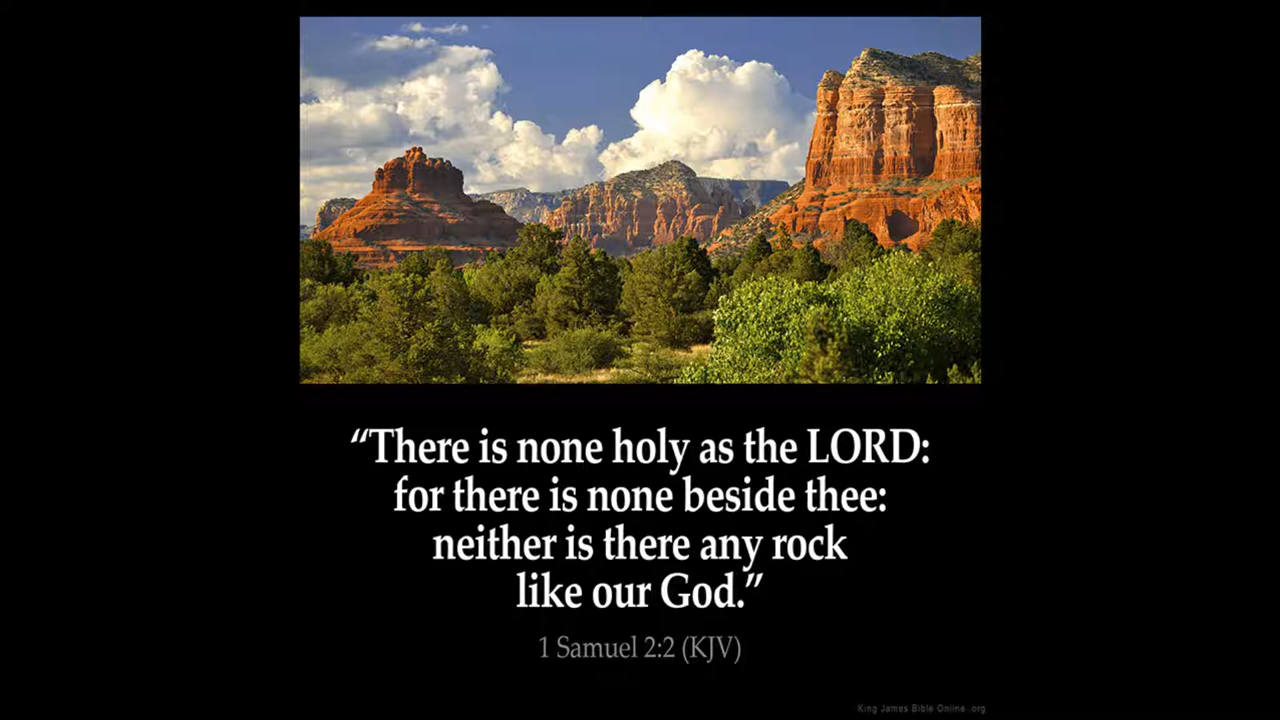 “There is none holy as the LORD:
for there is none beside thee:
neither is there any rock
like our God.”
1 Samuel 2:2 (KJV)
King James Bible Online .org